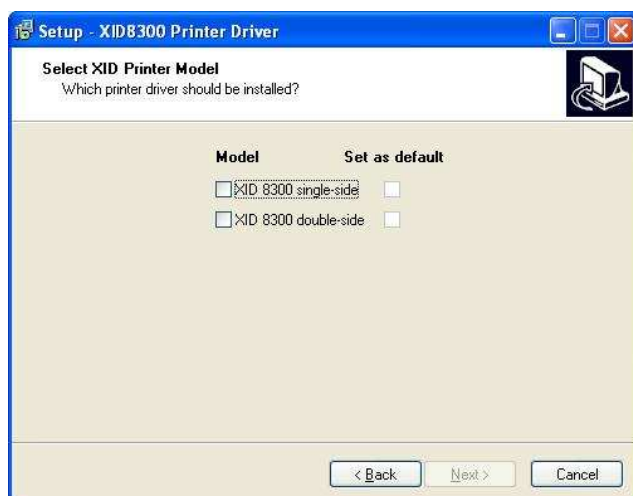 Setup - XID8300 Printer Driver
Select XID Printer Model
Which printer driver should be installed?
Model Set as default
XID 8300 single-side
XID 8300 double-side
< Back Next > Cancel